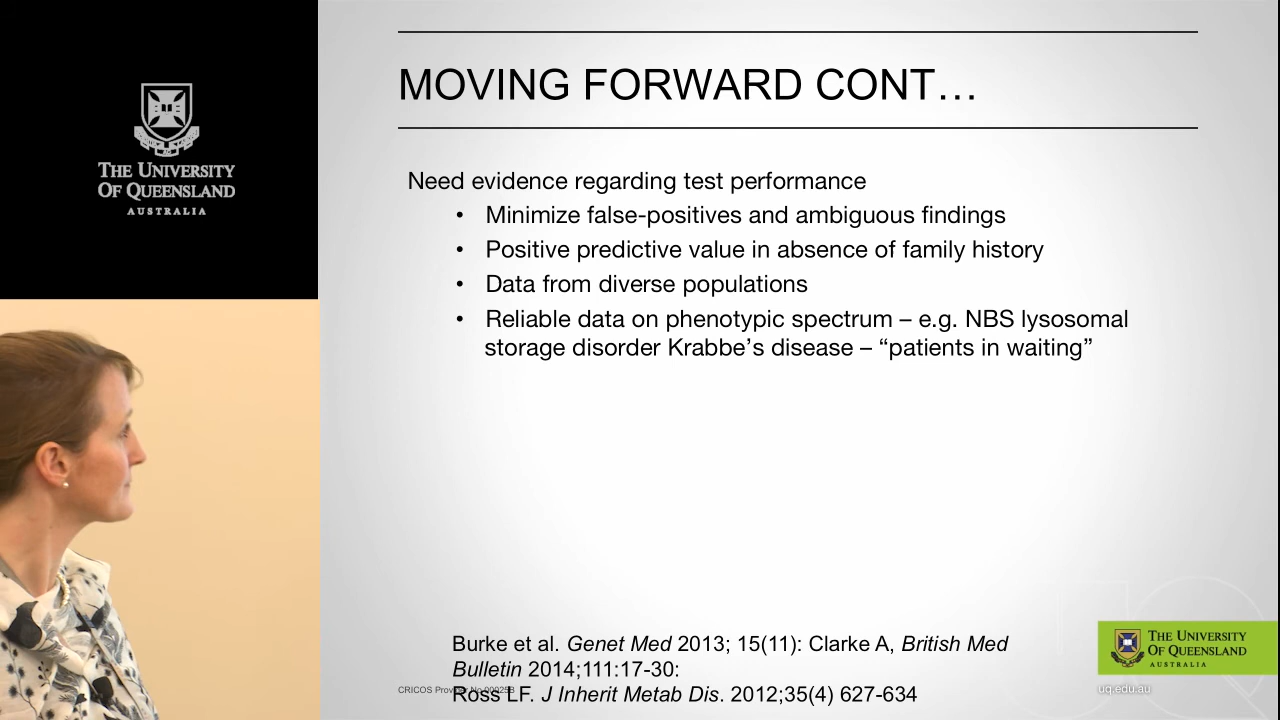 THE UNIVERSITY
OF QUEENSLAND
AUSTRALIA
MOVING FORWARD CONT…
Need evidence regarding test performance
• Minimize false-positives and ambiguous findings
• Positive predictive value in absence of family history
• Data from diverse populations
• Reliable data on phenotypic spectrum – e.g. NBS lysosomal
storage disorder Krabbe’s disease – “patients in waiting”
Burke et al. Genet Med 2013; 15(11): Clarke A, British Med
Bulletin 2014;111:17-30:
Ross LF. J Inherit Metab Dis. 2012;35(4) 627-634
CRICOS Provider No 00025B
THE UNIVERSITY
OF QUEENSLAND
AUSTRALIA
uq.edu.au